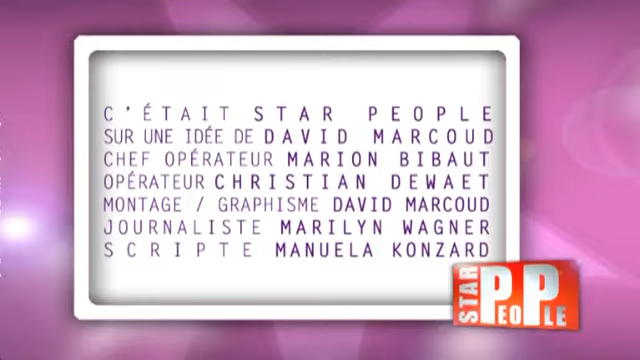 C'ÉTAIT STAR PEOPLE
SUR UNE IDÉE DE DAVID MARCOUD
CHEF OPÉRATEUR MARION BIBAUT
OPÉRATEUR CHRISTIAN DEWAET
MONTAGE / GRAPHISME DAVID MARCOUD
JOURNALISTE MARILYN WAGNER
SCRIPTE MANUELA KONZARD
STAR PEOPLE